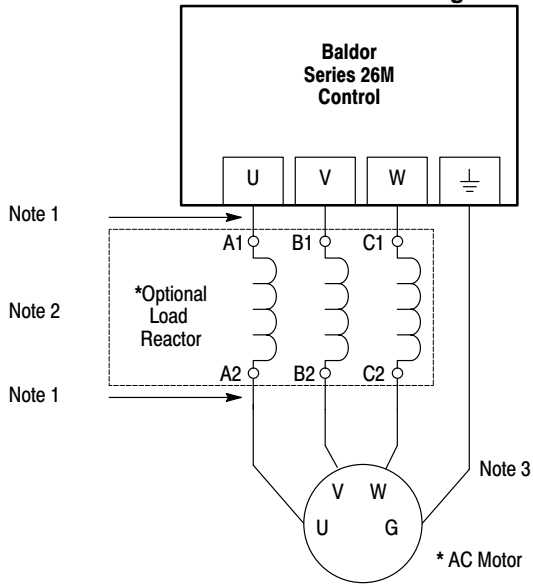 Baldor
Series 26M
Control
U V W
Note 1
A1 B1 C1
Note 2
*Optional
Load
Reactor
A2 B2 C2
Note 1
Note 3
V W
U G
* AC Motor